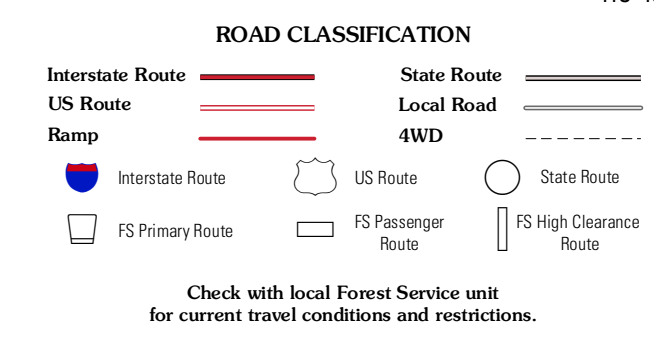 ROAD CLASSIFICATION
Interstate Route
State Route
US Route
Local Road
Ramp
4WD
Interstate Route
US Route
State Route
FS Primary Route
FS Passenger
Route
FS High Clearance
Route
Check with local Forest Service unit
for current travel conditions and restrictions.